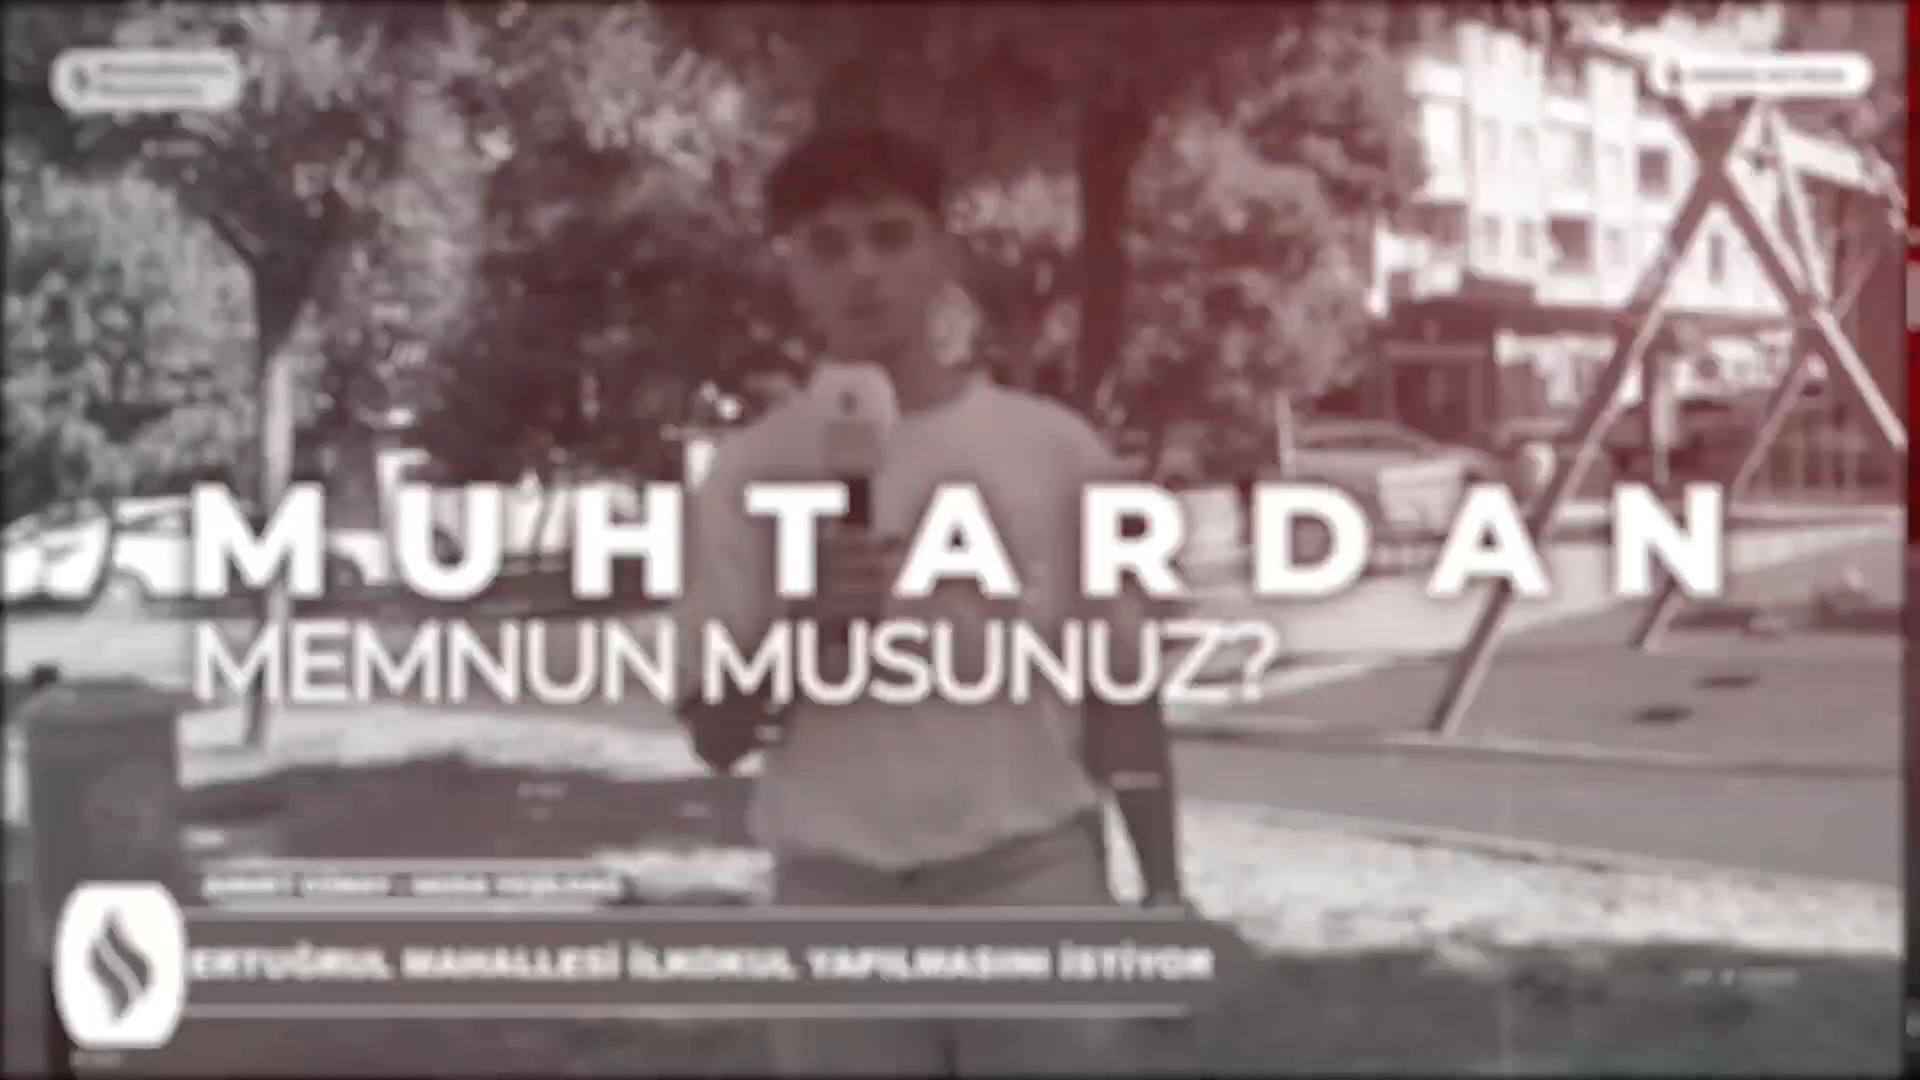 MUHTARDAN
MEMNUN MUSUNUZ?
ERTUĞRUL MAHALLESİ İLKOKUL YAPILMASINI İSTİYOR